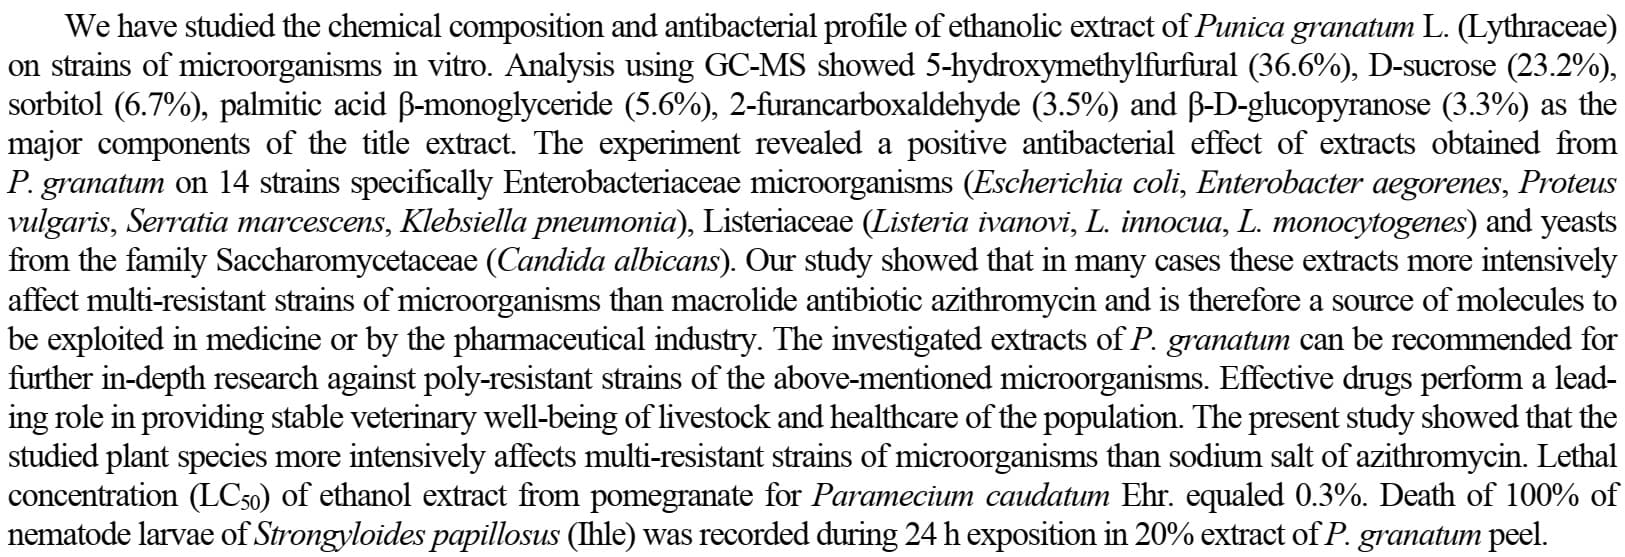 We have studied the chemical composition and antibacterial profile of ethanolic extract of Punica granatum L. (Lythraceae)
on strains of microorganisms in vitro. Analysis using GC-MS showed 5-hydroxymethylfurfural (36.6%), D-sucrose (23.2%),
sorbitol (6.7%), palmitic acid β-monoglyceride (5.6%), 2-furancarboxaldehyde (3.5%) and β-D-glucopyranose (3.3%) as the
major components of the title extract. The experiment revealed a positive antibacterial effect of extracts obtained from
P. granatum on 14 strains specifically Enterobacteriaceae microorganisms (Escherichia coli, Enterobacter aegorenes, Proteus
vulgaris, Serratia marcescens, Klebsiella pneumonia), Listeriaceae (Listeria ivanovi, L. innocua, L. monocytogenes) and yeasts
from the family Saccharomycetaceae (Candida albicans). Our study showed that in many cases these extracts more intensively
affect multi-resistant strains of microorganisms than macrolide antibiotic azithromycin and is therefore a source of molecules to
be exploited in medicine or by the pharmaceutical industry. The investigated extracts of P. granatum can be recommended for
further in-depth research against poly-resistant strains of the above-mentioned microorganisms. Effective drugs perform a lead-
ing role in providing stable veterinary well-being of livestock and healthcare of the population. The present study showed that the
studied plant species more intensively affects multi-resistant strains of microorganisms than sodium salt of azithromycin. Lethal
concentration (LC50) of ethanol extract from pomegranate for Paramecium caudatum Ehr. equaled 0.3%. Death of 100% of
nematode larvae of Strongyloides papillosus (Ihle) was recorded during 24 h exposition in 20% extract of P. granatum peel.